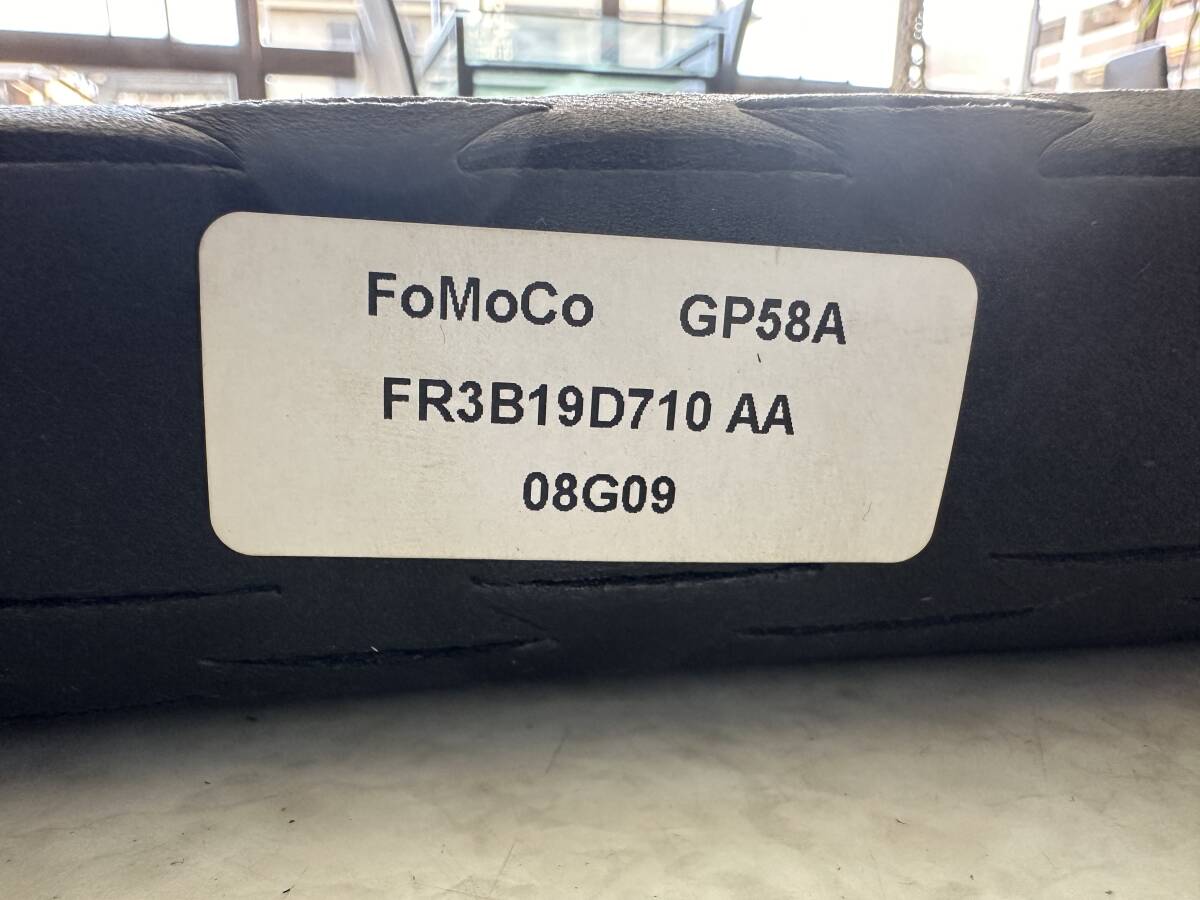 FoMoCo GP58A
FR3B19D710 AA
08G09